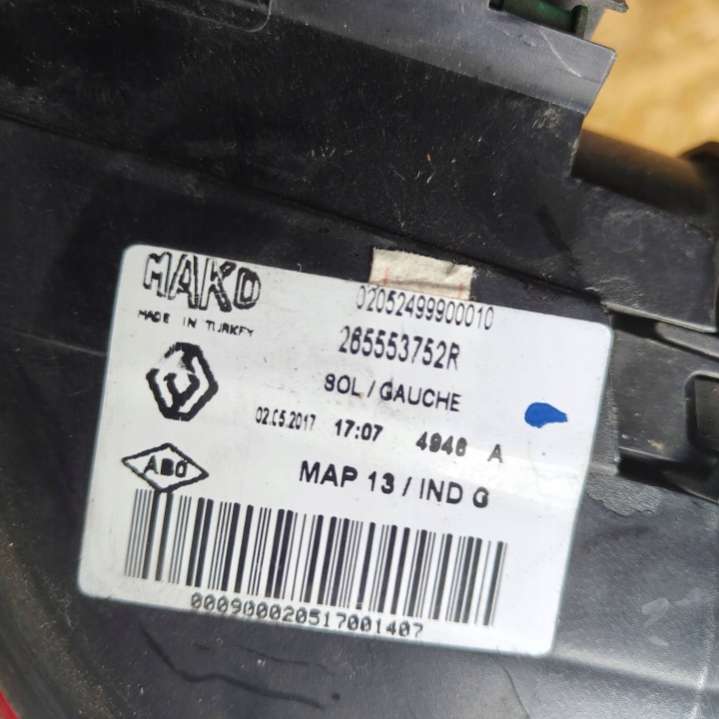 MAKO
MADE IN TURKEY
02052499900010
265553752R
SOL / GAUCHE
02.05.2017 17:07 4946 A
ABO
MAP 13 / IND G
000900020517001407